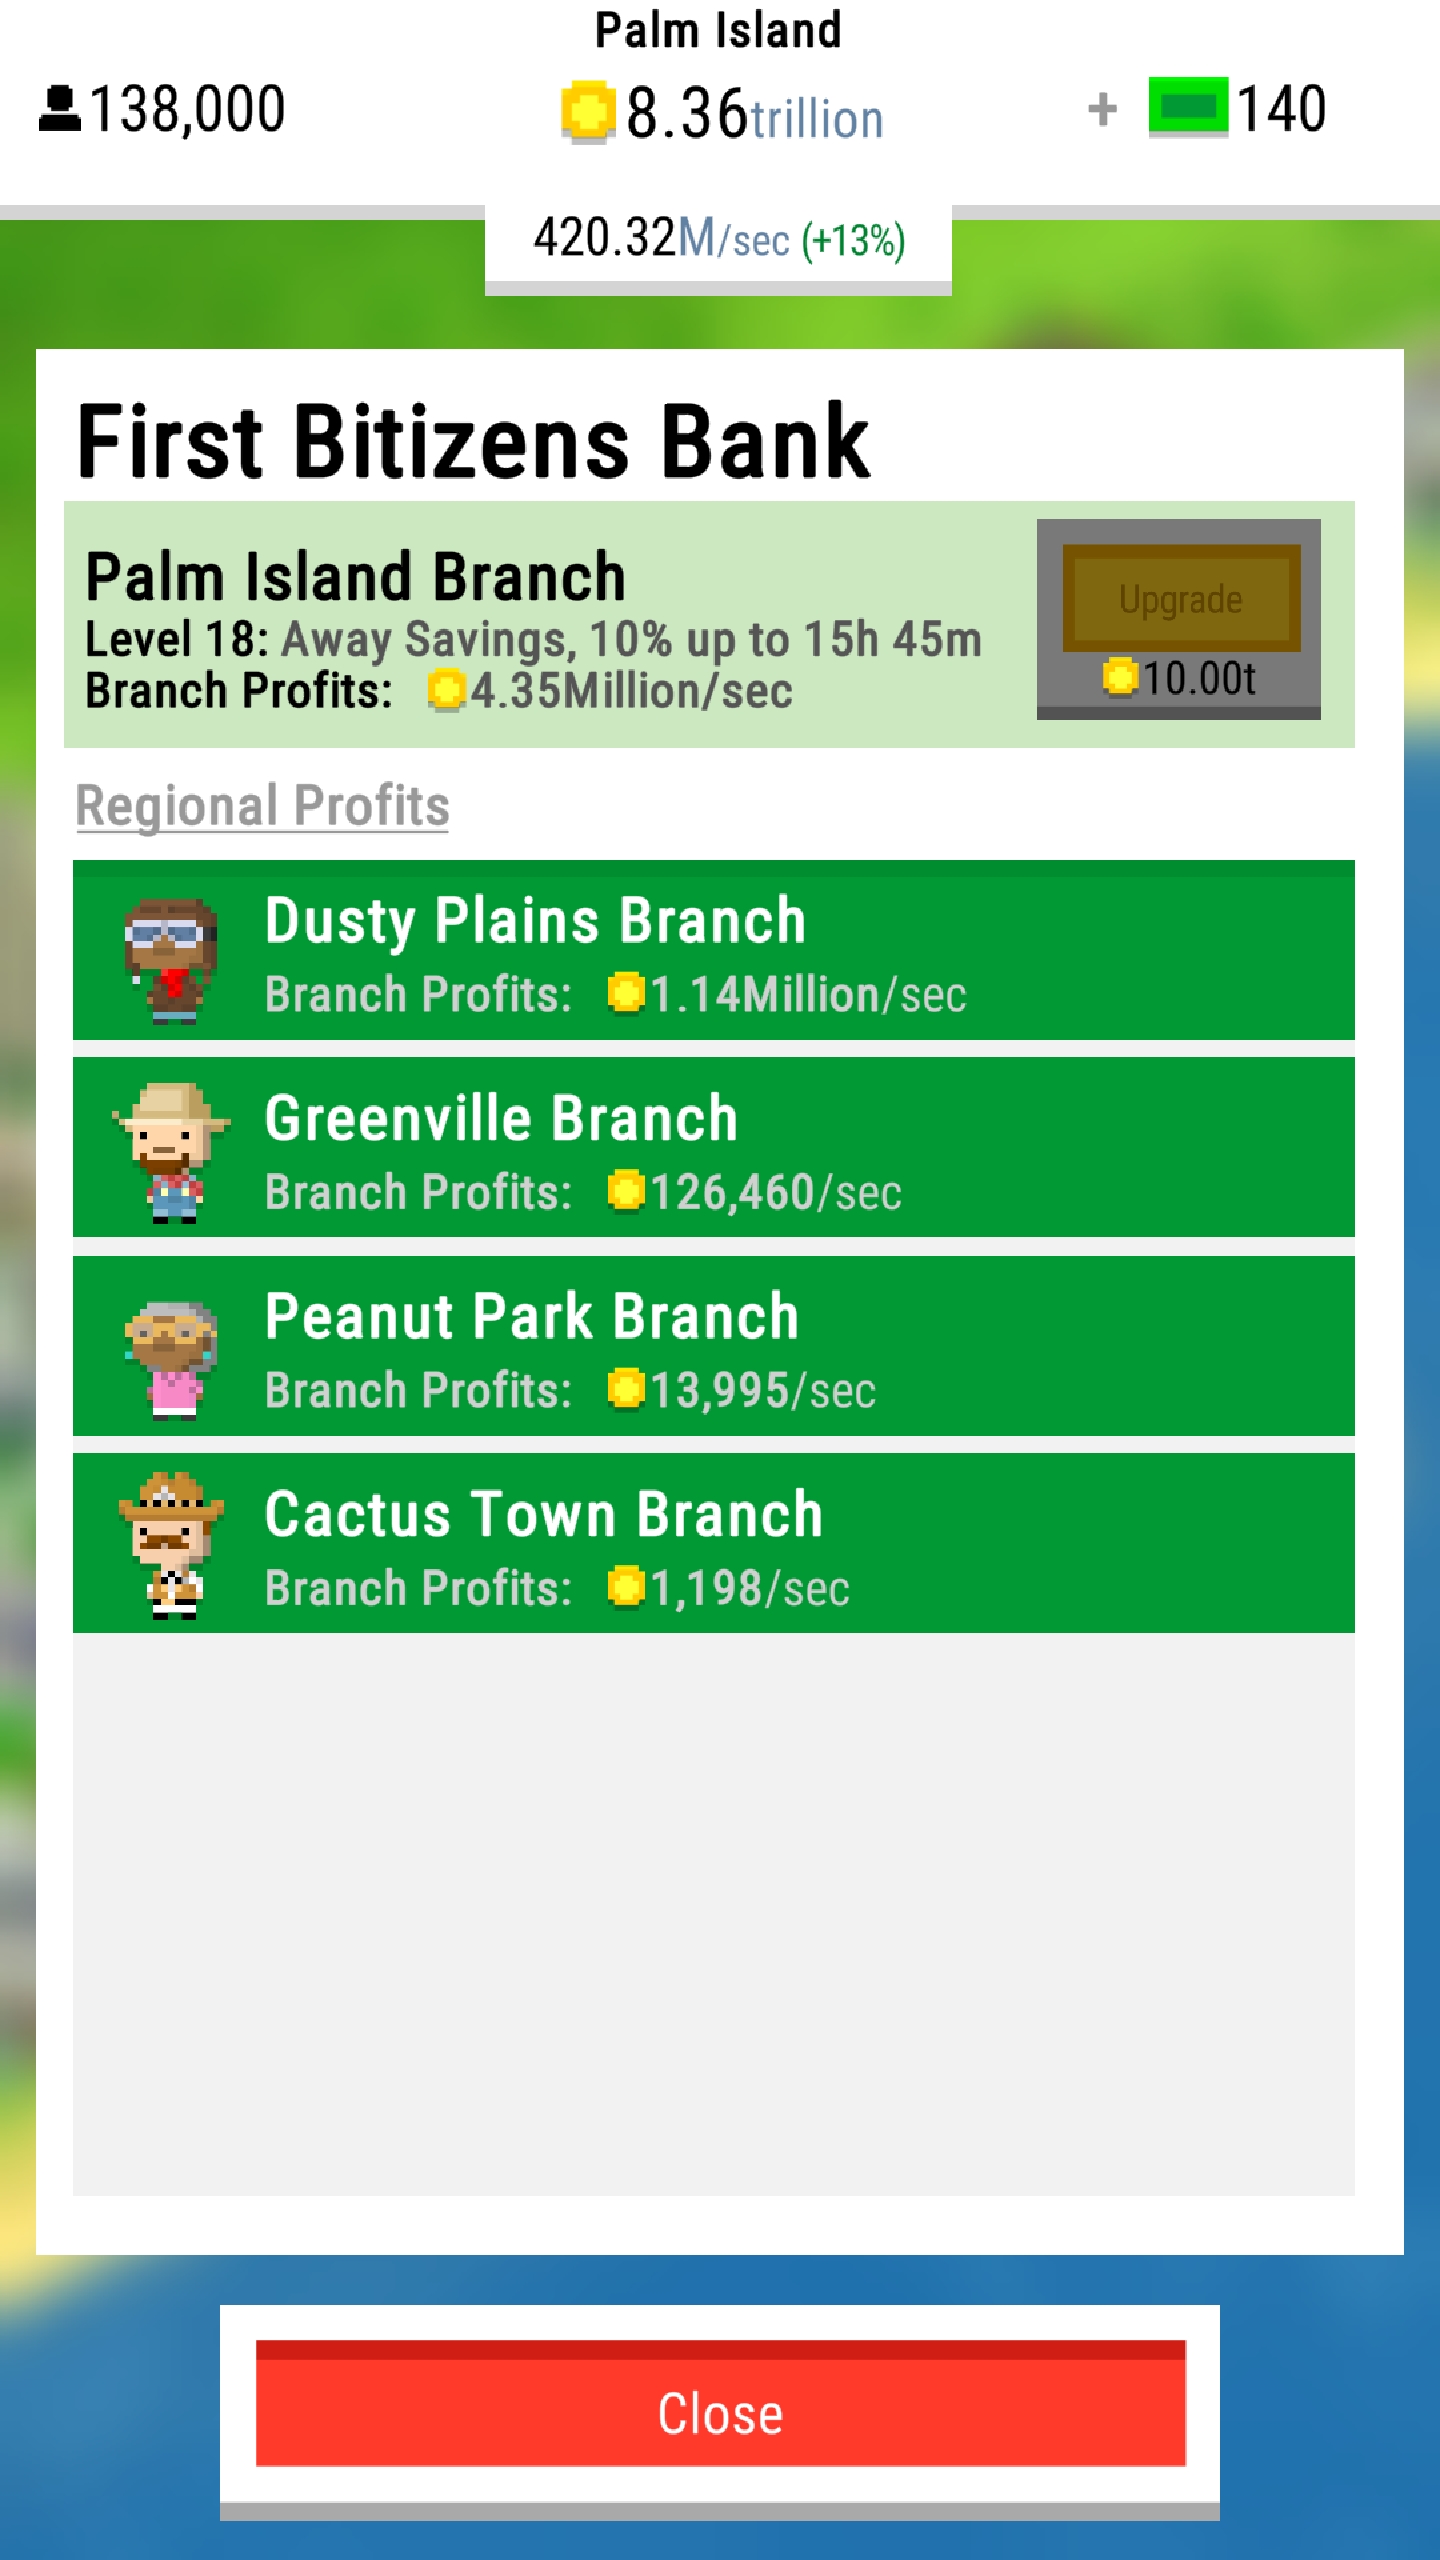 Palm Island
138,000 8.36trillion + 140
420.32M/sec (+13%)
First Bitizens Bank
Palm Island Branch
Level 18: Away Savings, 10% up to 15h 45m
Branch Profits: 4.35Million/sec
Upgrade
10.00t
Regional Profits
Dusty Plains Branch
Branch Profits: 1.14Million/sec
Greenville Branch
Branch Profits: 126,460/sec
Peanut Park Branch
Branch Profits: 13,995/sec
Cactus Town Branch
Branch Profits: 1,198/sec
Close